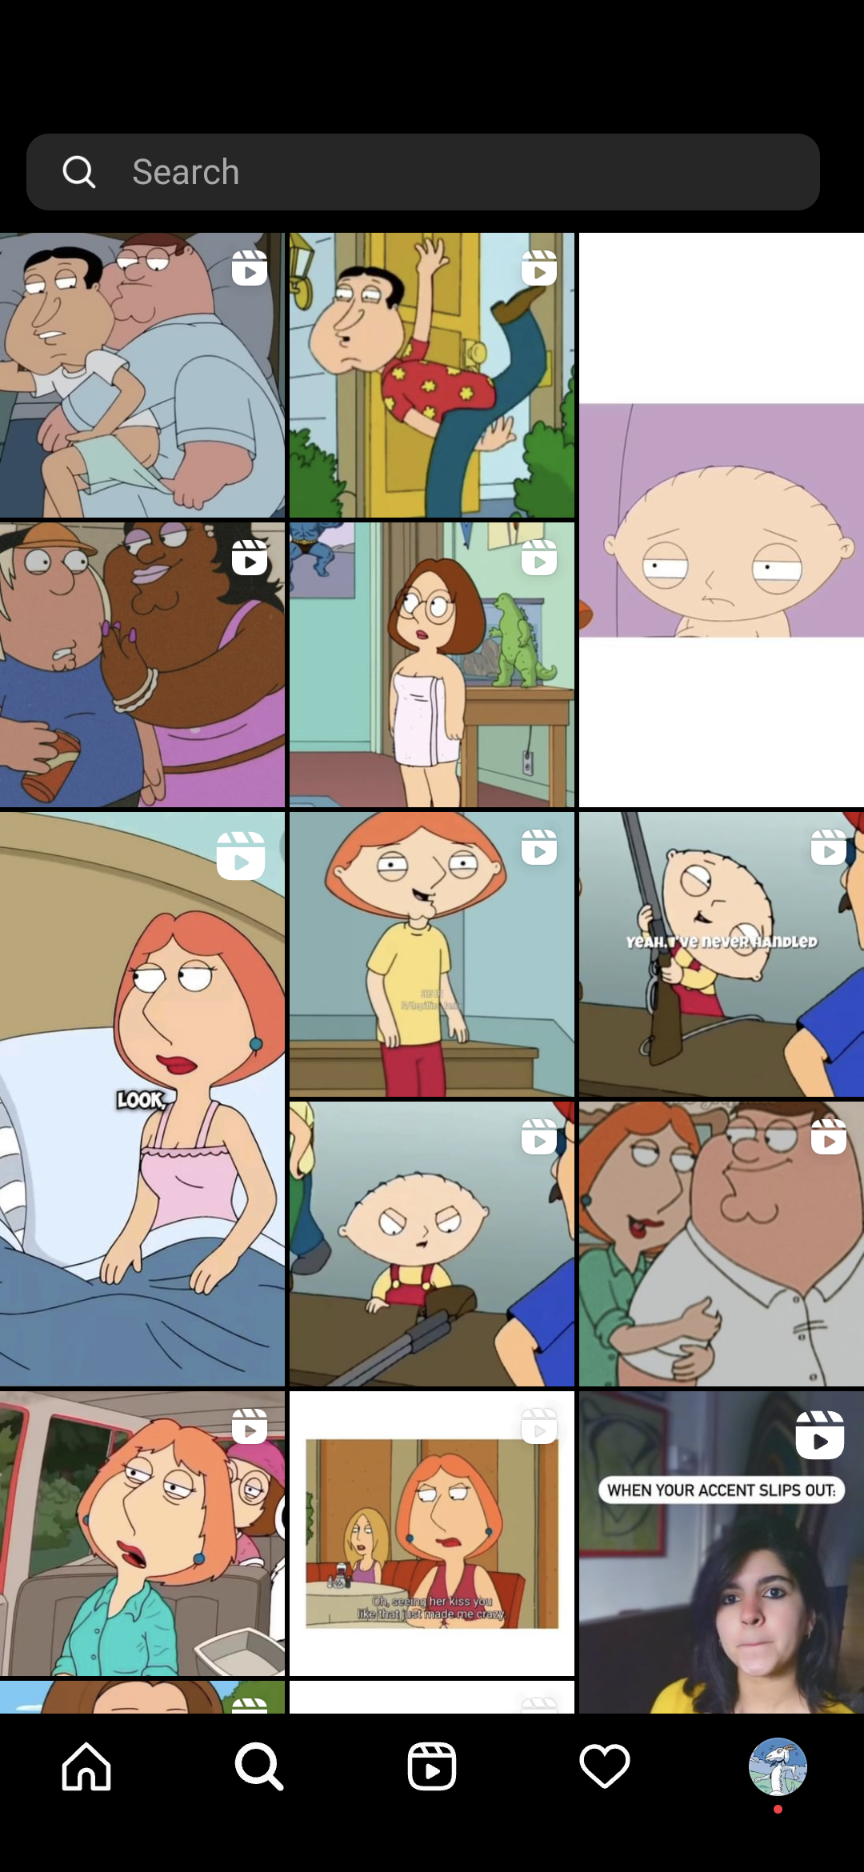 Search
YEAH, I've never HANDLED
LOOK,
Oh, seeing her kiss you
like that just made me crazy.
WHEN YOUR ACCENT SLIPS OUT: